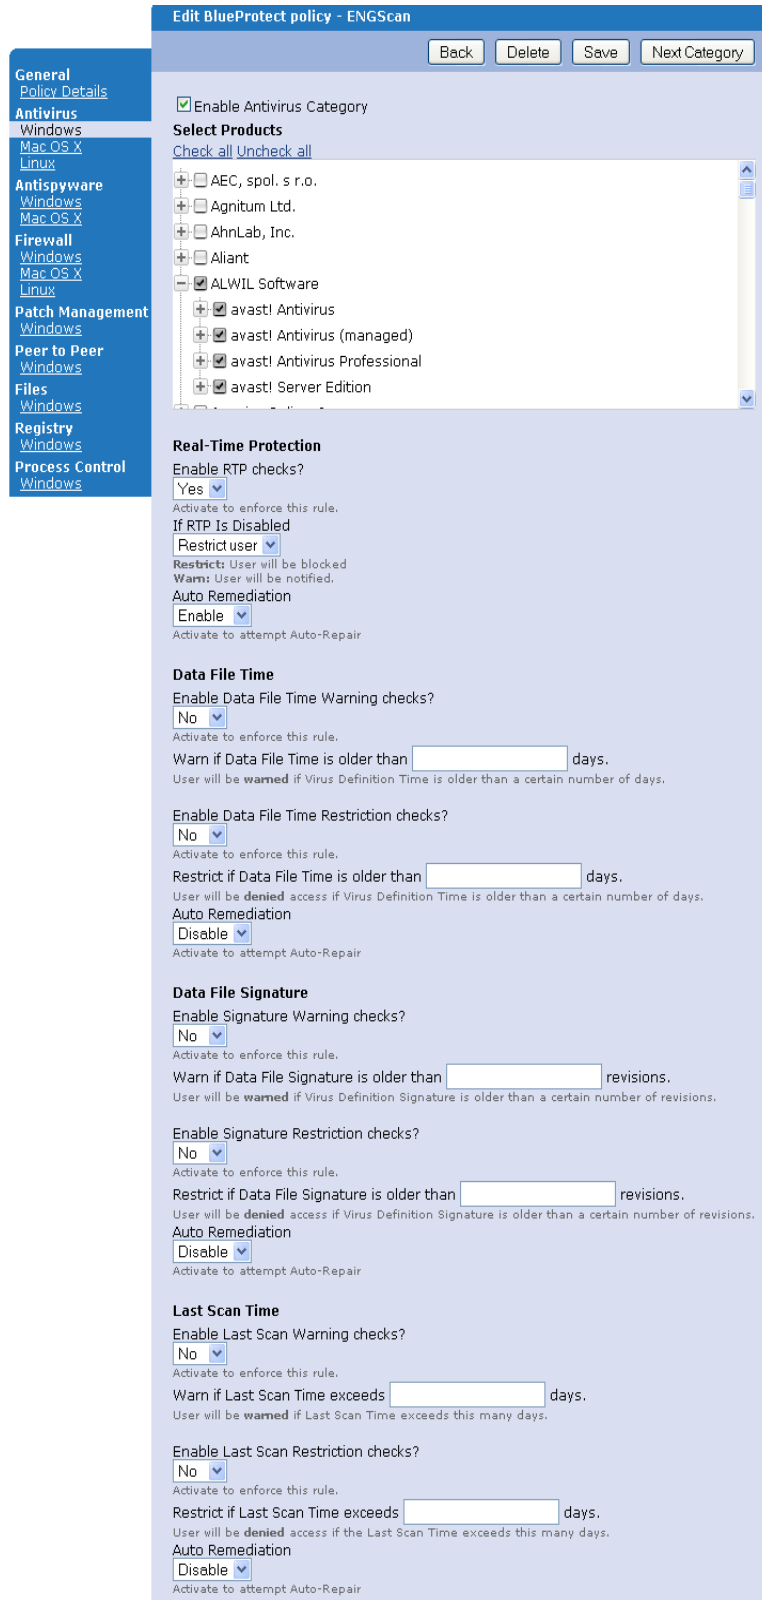 Edit BlueProtect policy - ENGScan
Back Delete Save Next Category
General
Policy Details
Antivirus
Windows
Mac OS X
Linux
Antispyware
Windows
Mac OS X
Firewall
Windows
Mac OS X
Linux
Patch Management
Windows
Peer to Peer
Windows
Files
Windows
Registry
Windows
Process Control
Windows
Enable Antivirus Category
Select Products
Check all Uncheck all
AEC, spol. s r.o.
Agnitum Ltd.
AhnLab, Inc.
Aliant
ALWIL Software
avast! Antivirus
avast! Antivirus (managed)
avast! Antivirus Professional
avast! Server Edition
Real-Time Protection
Enable RTP checks?
Yes
Activate to enforce this rule.
If RTP Is Disabled
Restrict user
Restrict: User will be blocked
Warn: User will be notified.
Auto Remediation
Enable
Activate to attempt Auto-Repair
Data File Time
Enable Data File Time Warning checks?
No
Activate to enforce this rule.
Warn if Data File Time is older than days.
User will be warned if Virus Definition Time is older than a certain number of days.
Enable Data File Time Restriction checks?
No
Activate to enforce this rule.
Restrict if Data File Time is older than days.
User will be denied access if Virus Definition Time is older than a certain number of days.
Auto Remediation
Disable
Activate to attempt Auto-Repair
Data File Signature
Enable Signature Warning checks?
No
Activate to enforce this rule.
Warn if Data File Signature is older than revisions.
User will be warned if Virus Definition Signature is older than a certain number of revisions.
Enable Signature Restriction checks?
No
Activate to enforce this rule.
Restrict if Data File Signature is older than revisions.
User will be denied access if Virus Definition Signature is older than a certain number of revisions.
Auto Remediation
Disable
Activate to attempt Auto-Repair
Last Scan Time
Enable Last Scan Warning checks?
No
Activate to enforce this rule.
Warn if Last Scan Time exceeds days.
User will be warned if Last Scan Time exceeds this many days.
Enable Last Scan Restriction checks?
No
Activate to enforce this rule.
Restrict if Last Scan Time exceeds days.
User will be denied access if the Last Scan Time exceeds this many days.
Auto Remediation
Disable
Activate to attempt Auto-Repair